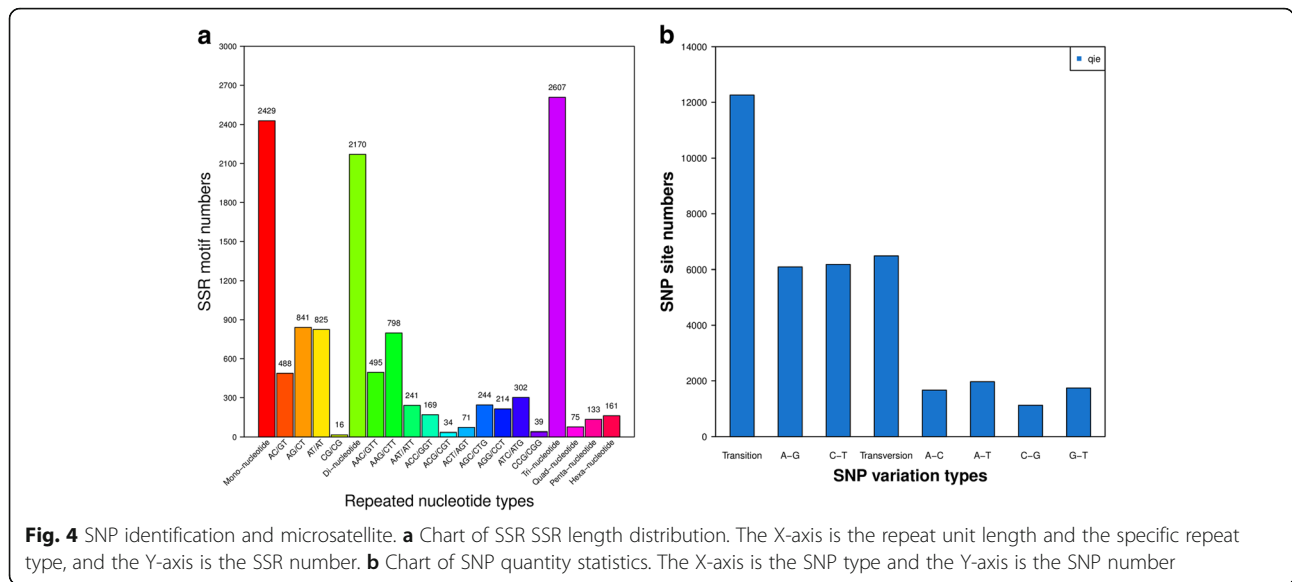 a
3000
2700
2400
2100
1800
1500
1200
900
600
300
0
SSR motif numbers
2429
488
841
825
16
2170
495
798
241
169
34
71
244
214
302
39
2607
75
133
161
Mono-nucleotide
AC/GT
AG/CT
AT/AT
CG/CG
Di-nucleotide
AAC/GTT
AAG/CTT
AAT/ATT
ACC/GGT
ACG/CGT
ACT/AGT
AGC/CTG
AGG/CCT
ATC/ATG
CCG/CGG
Tri-nucleotide
Quad-nucleotide
Penta-nucleotide
Hexa-nucleotide
Repeated nucleotide types
b
14000
12000
10000
8000
6000
4000
2000
0
SNP site numbers
qie
Transition
A-G
C-T
Transversion
A-C
A-T
C-G
G-T
SNP variation types
Fig. 4 SNP identification and microsatellite. a Chart of SSR SSR length distribution. The X-axis is the repeat unit length and the specific repeat
type, and the Y-axis is the SSR number. b Chart of SNP quantity statistics. The X-axis is the SNP type and the Y-axis is the SNP number